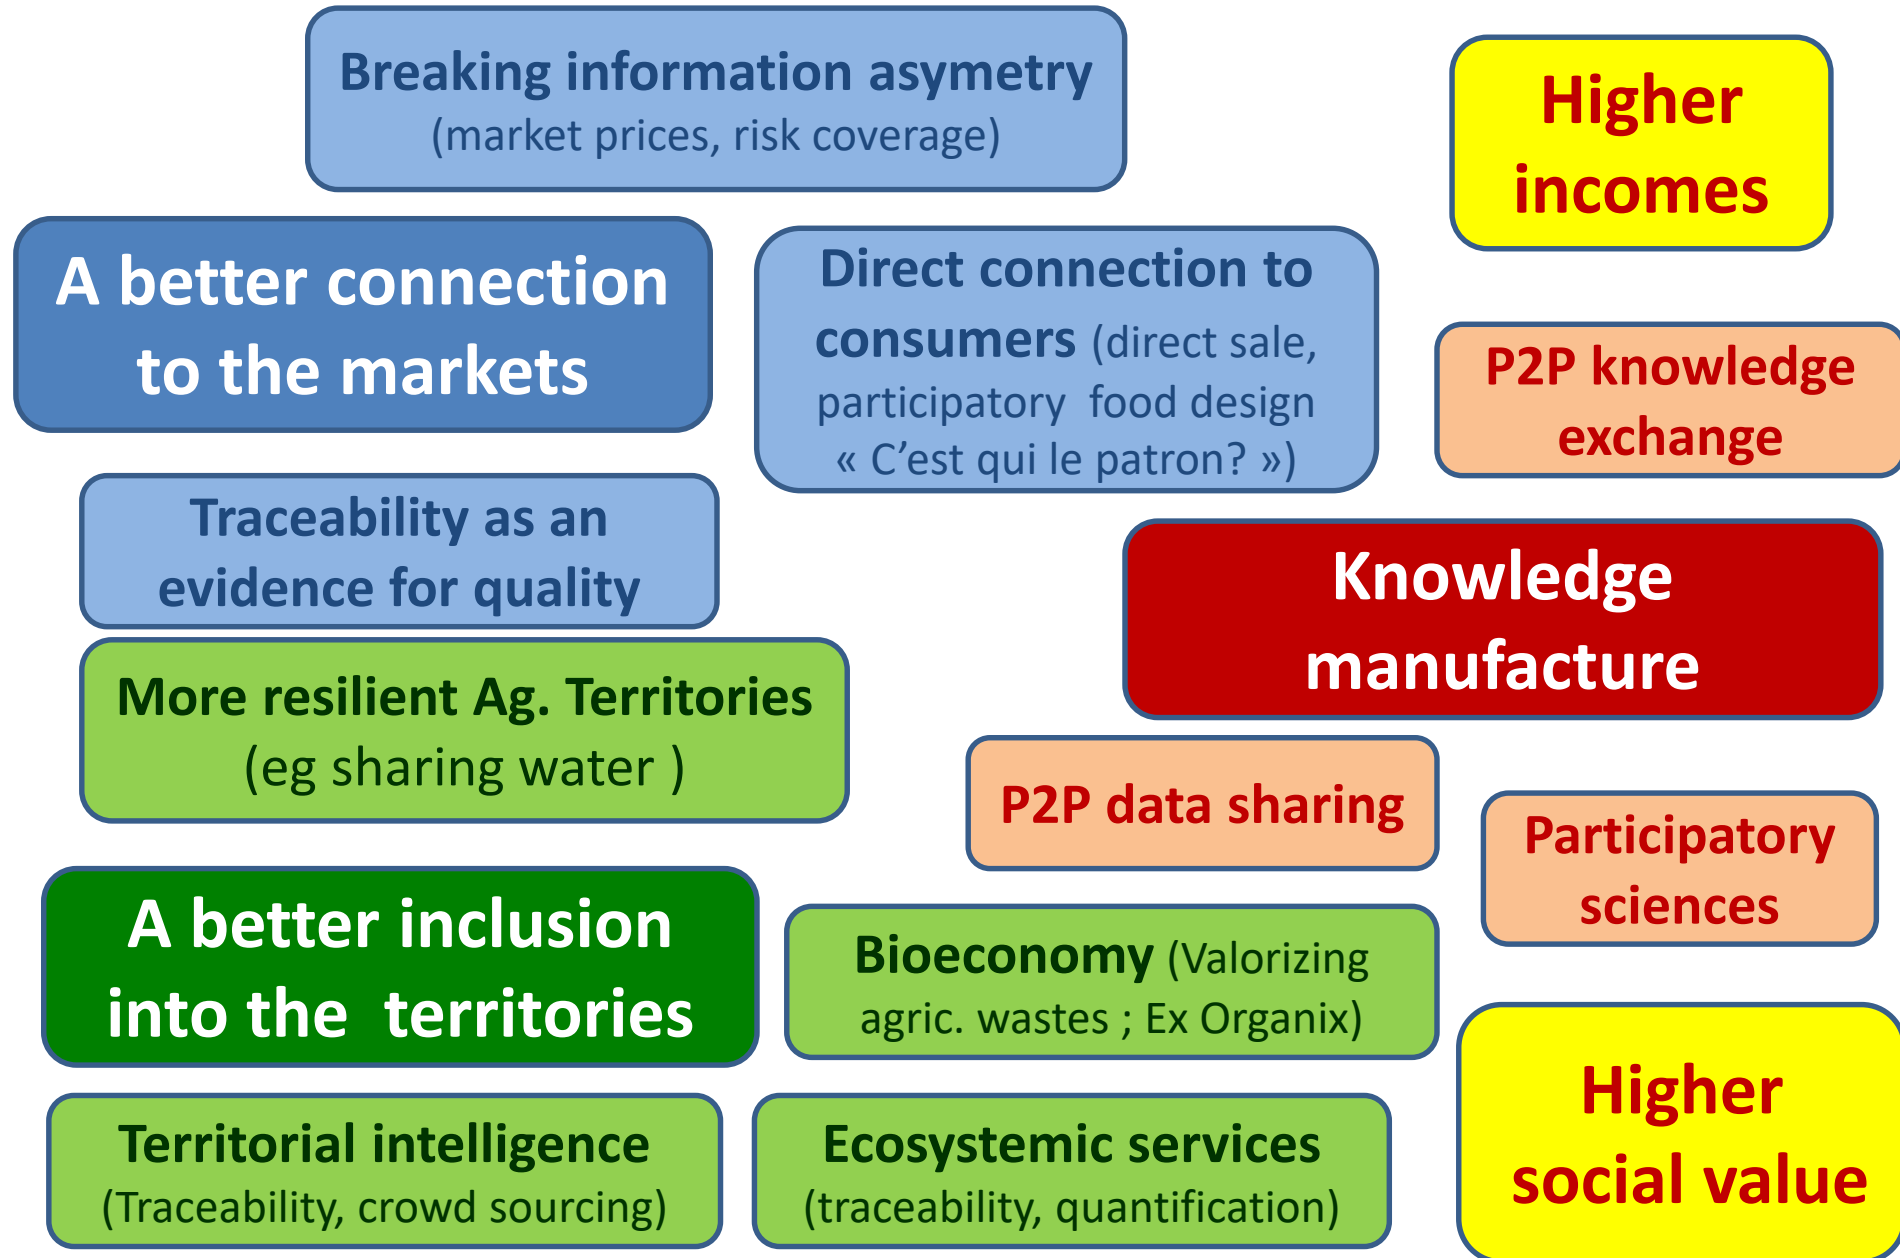 Breaking information asymetry
(market prices, risk coverage)
Higher
incomes
A better connection
to the markets
Direct connection to
consumers (direct sale,
participatory  food design
« C’est qui le patron? »)
P2P knowledge
exchange
Traceability as an
evidence for quality
Knowledge
manufacture
More resilient Ag. Territories
(eg sharing water )
P2P data sharing
Participatory
sciences
A better inclusion
into the  territories
Bioeconomy (Valorizing
agric. wastes ; Ex Organix)
Higher
social value
Territorial intelligence
(Traceability, crowd sourcing)
Ecosystemic services
(traceability, quantification)